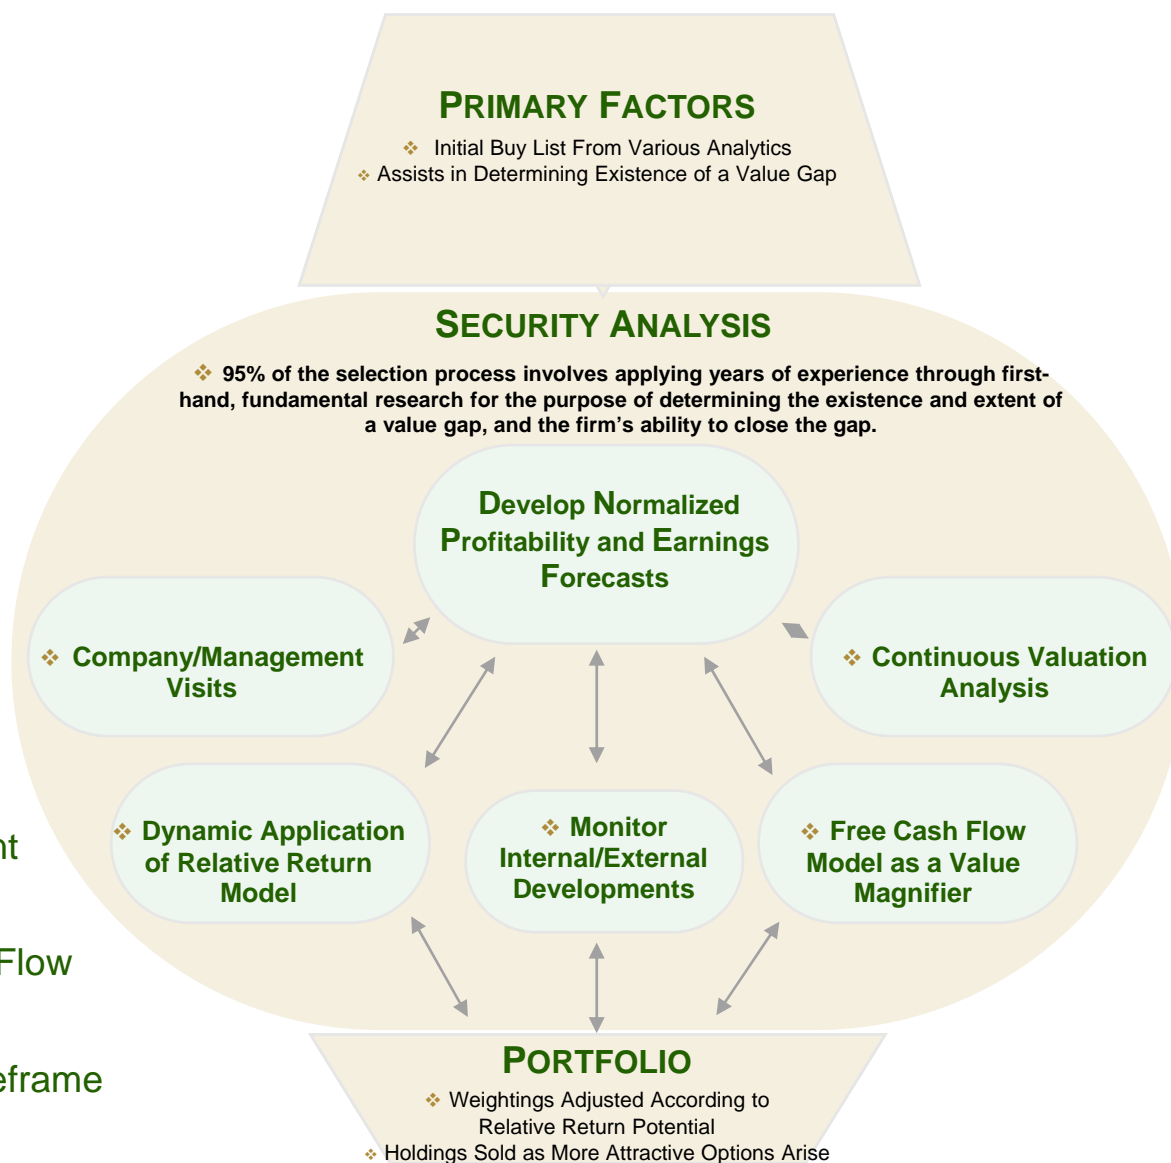 PRIMARY FACTORS
❖ Initial Buy List From Various Analytics
❖ Assists in Determining Existence of a Value Gap
SECURITY ANALYSIS
❖ 95% of the selection process involves applying years of experience through first-
hand, fundamental research for the purpose of determining the existence and extent of
a value gap, and the firm's ability to close the gap.
Develop Normalized
Profitability and Earnings
Forecasts
❖ Company/Management
Visits
❖ Continuous Valuation
Analysis
❖ Dynamic Application
of Relative Return
Model
❖ Monitor
Internal/External
Developments
❖ Free Cash Flow
Model as a Value
Magnifier
Flow
PORTFOLIO
❖ Weightings Adjusted According to
Relative Return Potential
❖ Holdings Sold as More Attractive Options Arise